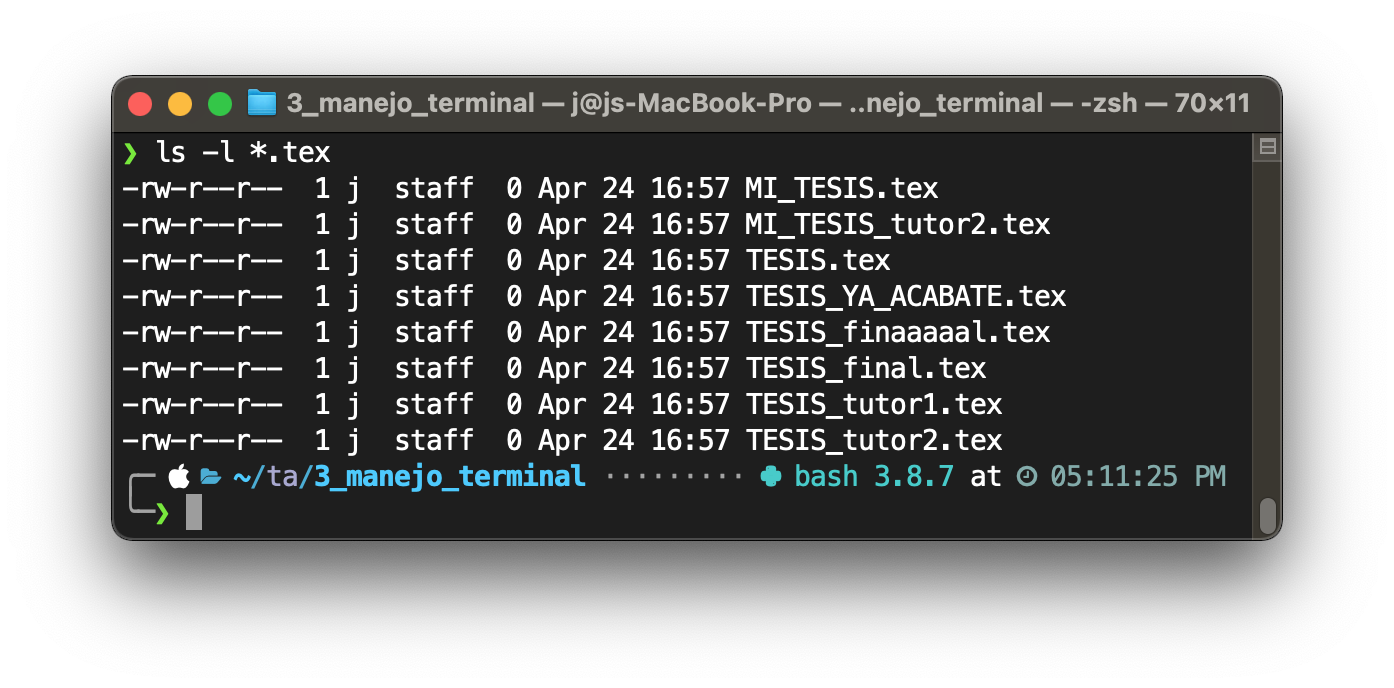 3_manejo_terminal — j@js-MacBook-Pro — ..nejo_terminal — -zsh — 70×11
❯ ls -l *.tex
-rw-r--r--  1 j  staff  0 Apr 24 16:57 MI_TESIS.tex
-rw-r--r--  1 j  staff  0 Apr 24 16:57 MI_TESIS_tutor2.tex
-rw-r--r--  1 j  staff  0 Apr 24 16:57 TESIS.tex
-rw-r--r--  1 j  staff  0 Apr 24 16:57 TESIS_YA_ACABATE.tex
-rw-r--r--  1 j  staff  0 Apr 24 16:57 TESIS_finaaaaal.tex
-rw-r--r--  1 j  staff  0 Apr 24 16:57 TESIS_final.tex
-rw-r--r--  1 j  staff  0 Apr 24 16:57 TESIS_tutor1.tex
-rw-r--r--  1 j  staff  0 Apr 24 16:57 TESIS_tutor2.tex
~/ta/3_manejo_terminal ········· bash 3.8.7 at 05:11:25 PM
❯